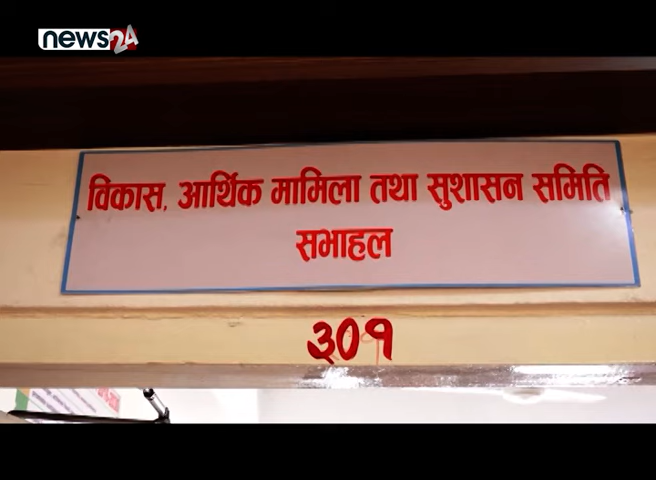 news24
विकास, आर्थिक मामिला तथा सुशासन समिति
सभाहल
३०१